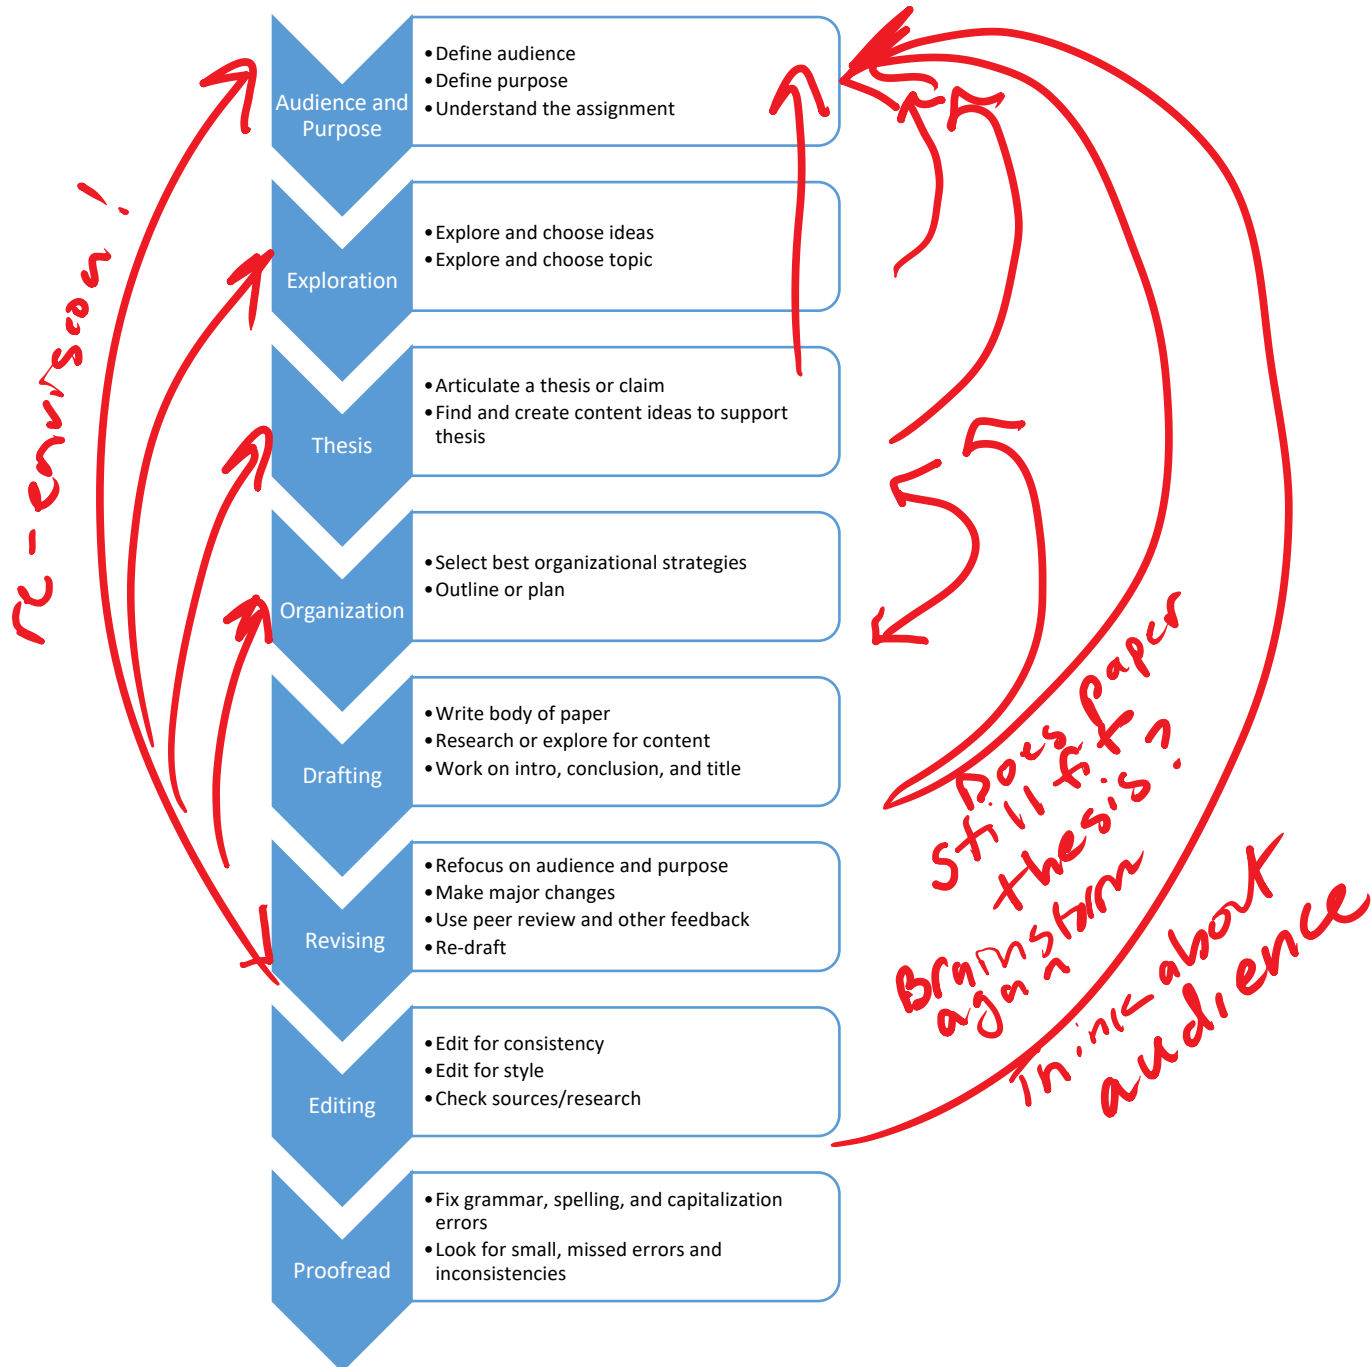 Audience and
Purpose
•Define audience
•Define purpose
•Understand the assignment
Exploration
•Explore and choose ideas
•Explore and choose topic
Thesis
•Articulate a thesis or claim
•Find and create content ideas to support
thesis
Organization
•Select best organizational strategies
•Outline or plan
Drafting
•Write body of paper
•Research or explore for content
•Work on intro, conclusion, and title
Revising
•Refocus on audience and purpose
•Make major changes
•Use peer review and other feedback
•Re-draft
Editing
•Edit for consistency
•Edit for style
•Check sources/research
Proofread
•Fix grammar, spelling, and capitalization
errors
•Look for small, missed errors and
inconsistencies
re-envision!
Does paper
still fit
thesis?
Brainstorm
again
Think about
audience